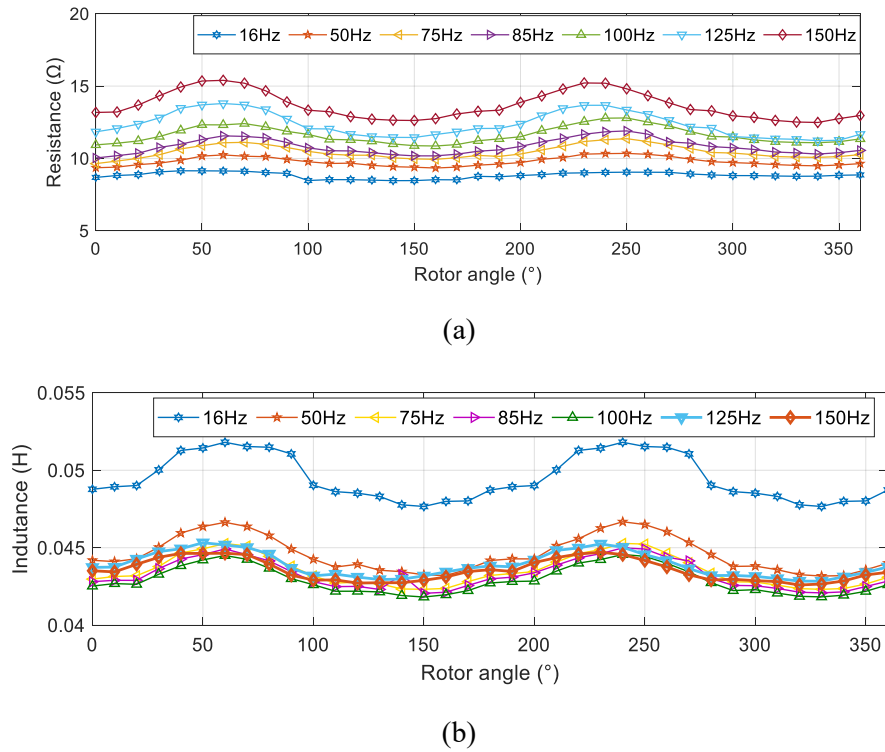 20
16Hz 50Hz 75Hz 85Hz 100Hz 125Hz 150Hz
15
Resistance (Ω)
10
5
0 50 100 150 200 250 300 350
Rotor angle (°)
(a)
0.055
16Hz 50Hz 75Hz 85Hz 100Hz 125Hz 150Hz
0.05
Indutance (H)
0.045
0.04
0 50 100 150 200 250 300 350
Rotor angle (°)
(b)